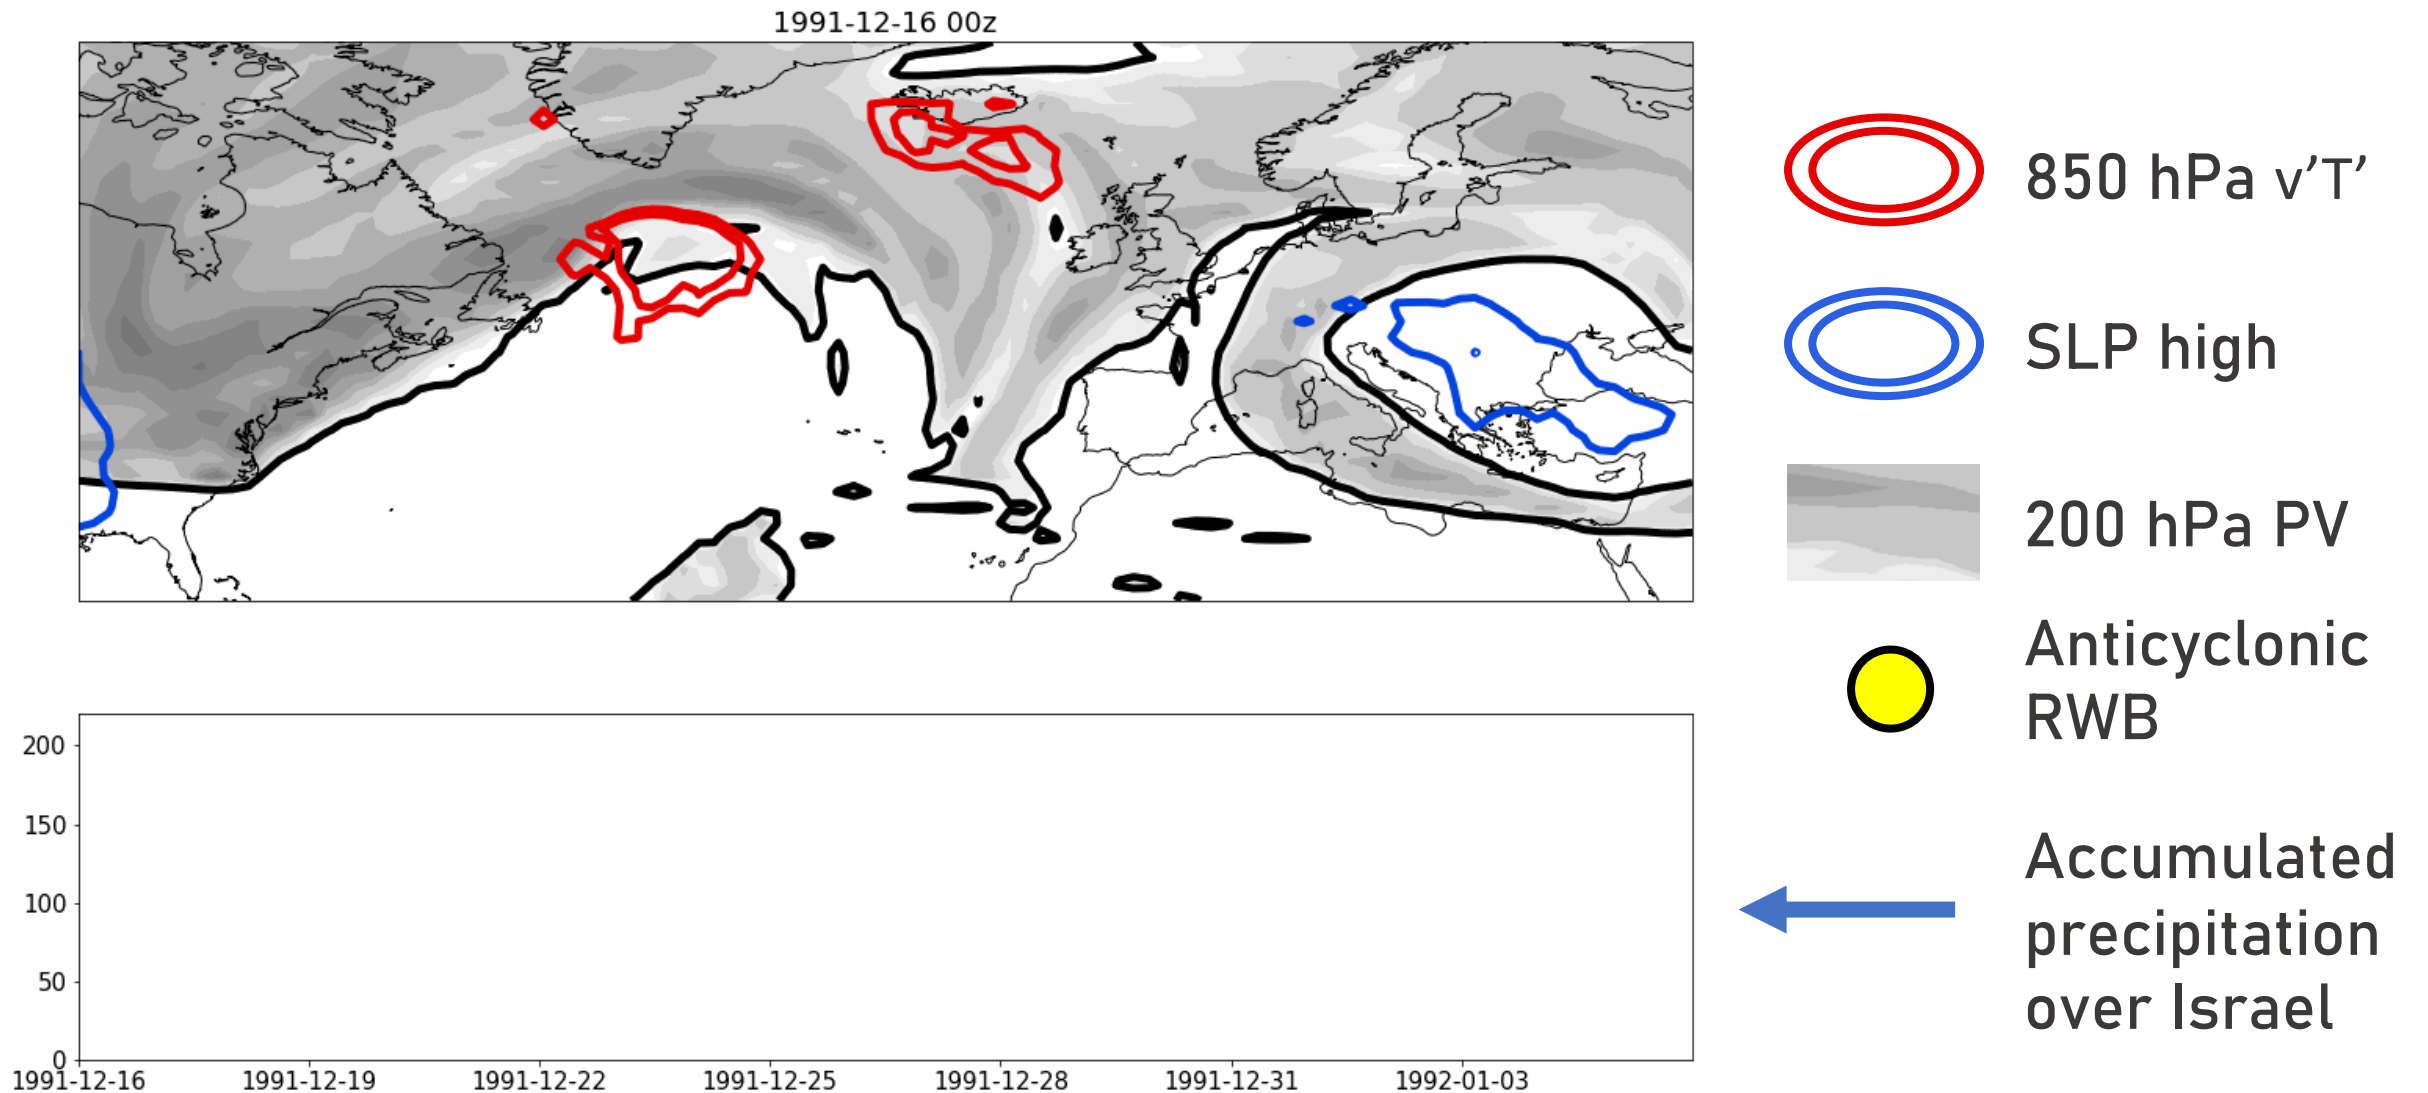 1991-12-16 00z
850 hPa v’T’
SLP high
200 hPa PV
Anticyclonic
RWB
Accumulated
precipitation
over Israel
200
150
100
50
0
1991-12-16 1991-12-19 1991-12-22 1991-12-25 1991-12-28 1991-12-31 1992-01-03